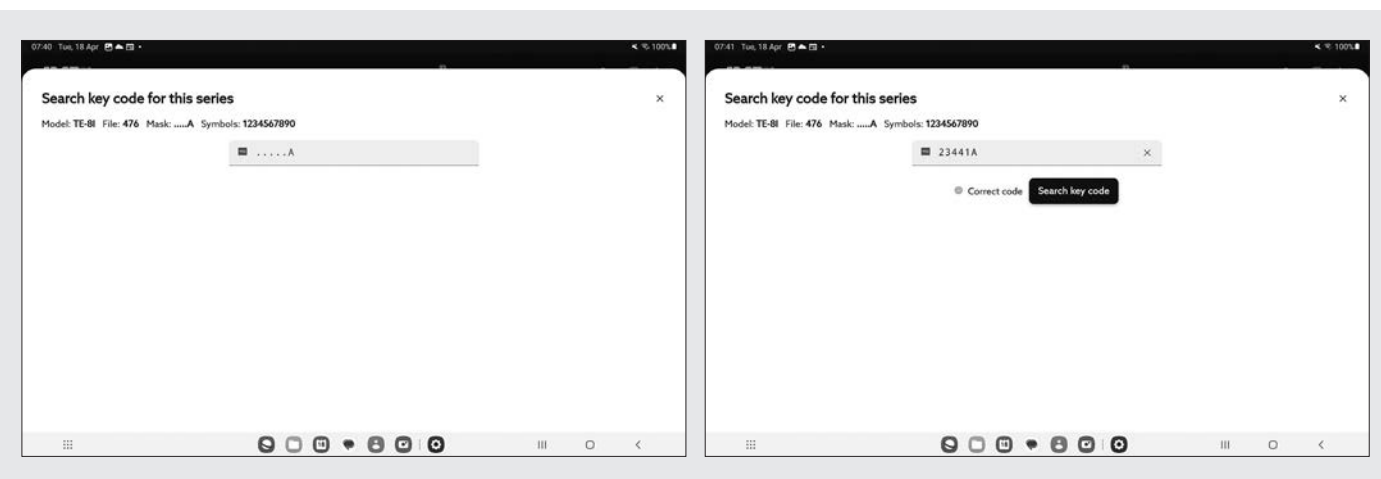 07:40 Tue, 18 Apr
100%
Search key code for this series
×
Model: TE-8I File: 476 Mask: .....A Symbols: 1234567890
.....A
07:41 Tue, 18 Apr
100%
Search key code for this series
×
Model: TE-8I File: 476 Mask: .....A Symbols: 1234567890
23441A ×
Correct code Search key code